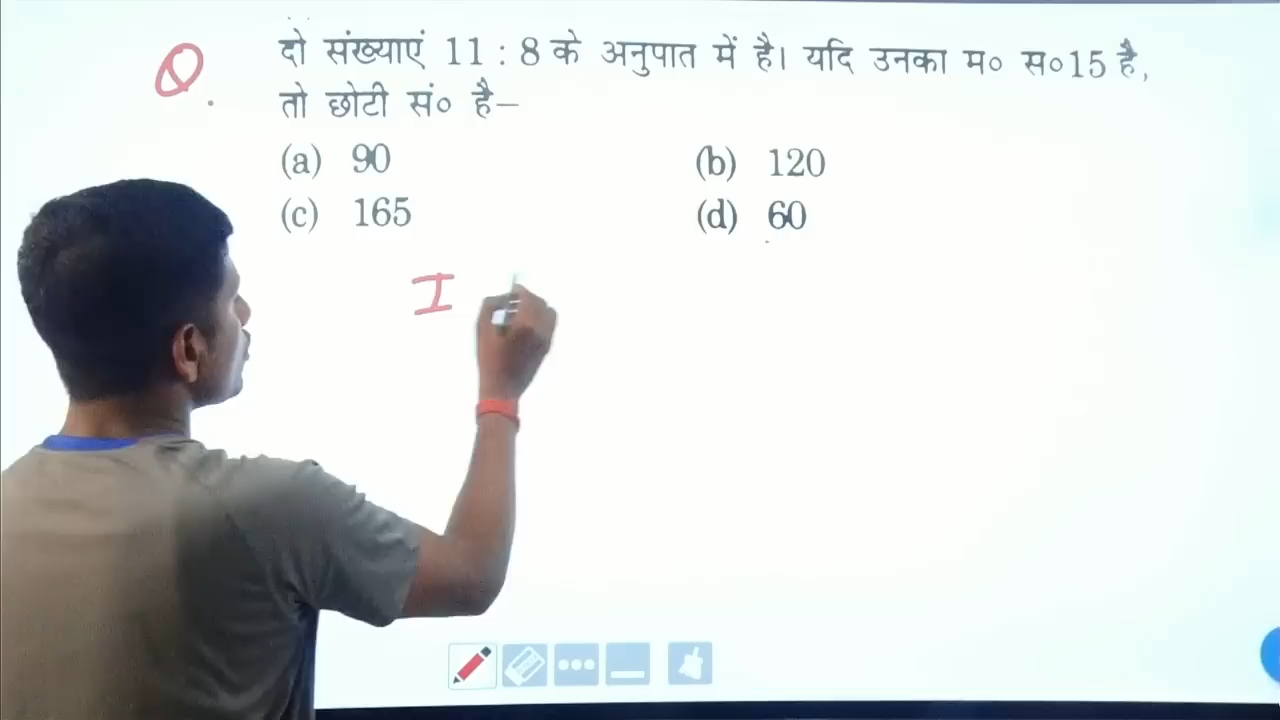 Q.
दो संख्याएं 11 : 8 के अनुपात में है। यदि उनका म० स०15 है,
तो छोटी सं० है–
(a) 90
(b) 120
(c) 165
(d) 60
I